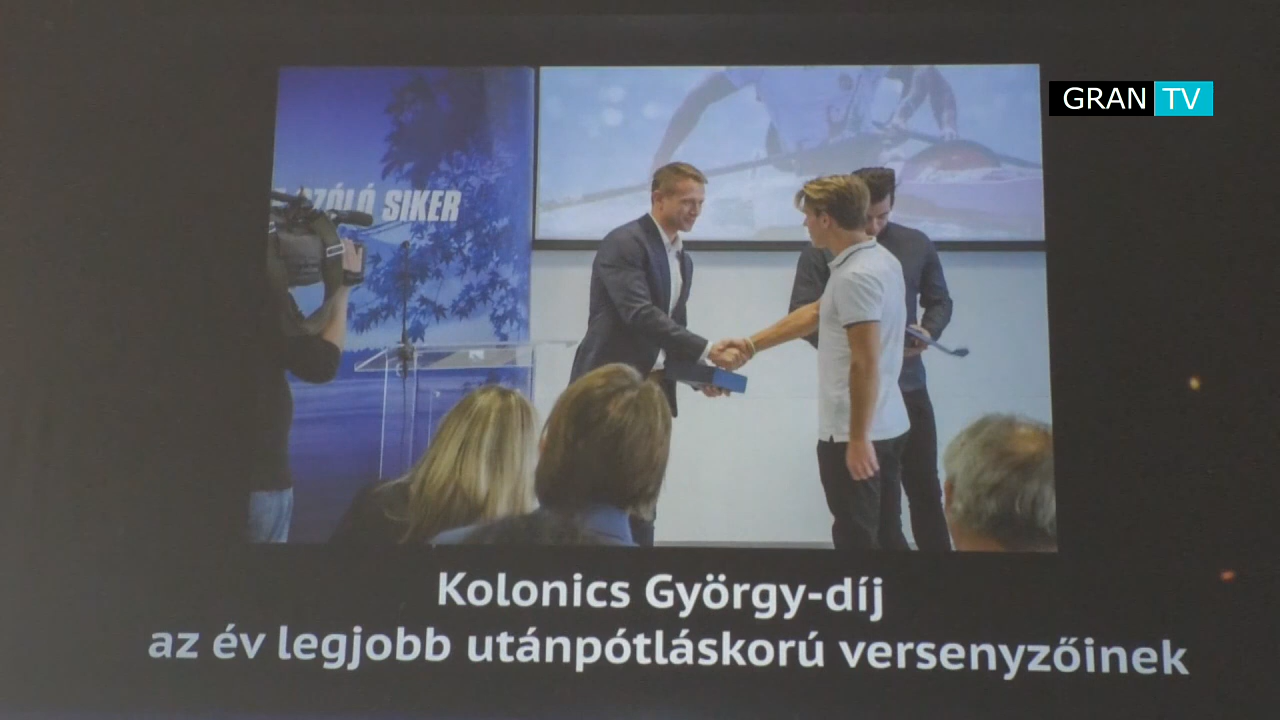 GRAN TV
SIKER
Kolonics György-díj
az év legjobb utánpótláskorú versenyzőinek